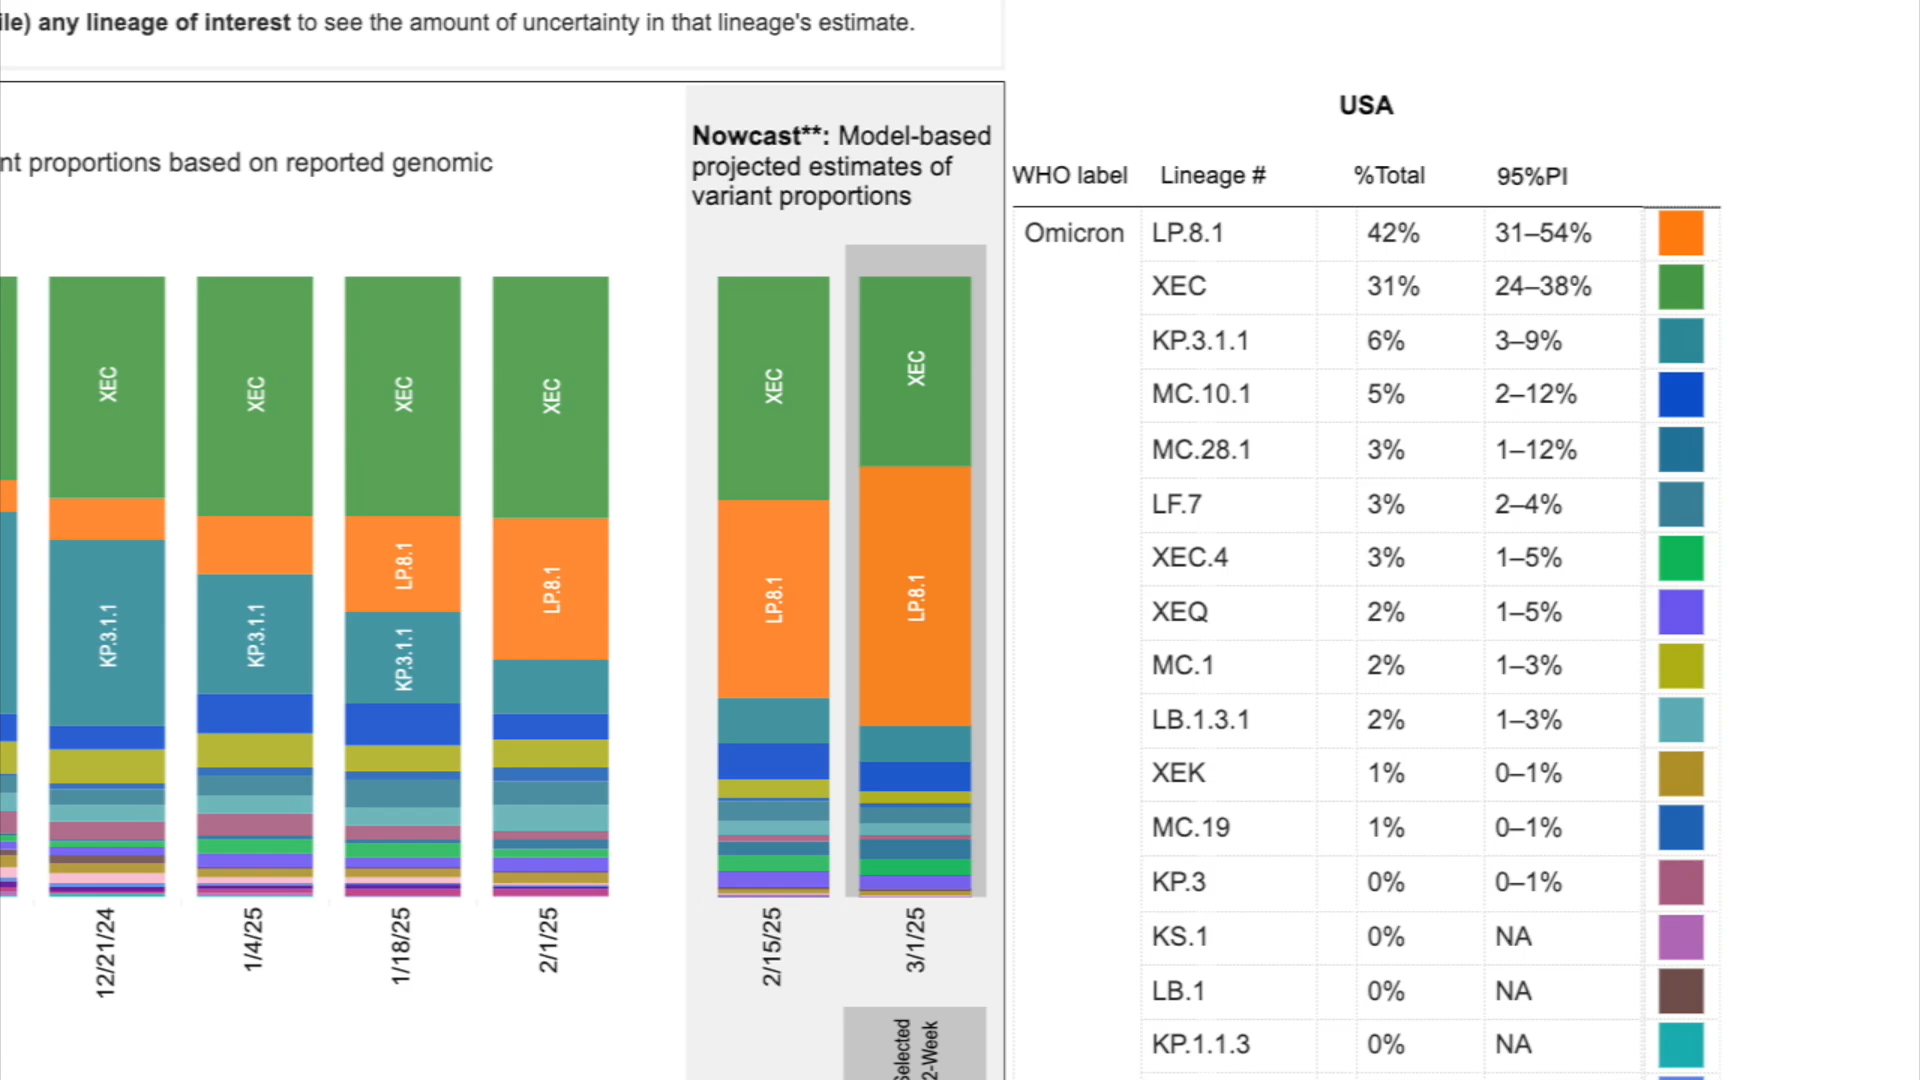 ile) any lineage of interest to see the amount of uncertainty in that lineage's estimate.
nt proportions based on reported genomic
Nowcast**: Model-based
projected estimates of
variant proportions
XEC
KP.3.1.1
XEC
KP.3.1.1
XEC
LP.8.1
KP.3.1.1
XEC
LP.8.1
XEC
LP.8.1
XEC
LP.8.1
12/21/24
1/4/25
1/18/25
2/1/25
2/15/25
3/1/25
Selected
2-Week
USA
WHO label Lineage # %Total 95%PI
Omicron LP.8.1 42% 31–54%
XEC 31% 24–38%
KP.3.1.1 6% 3–9%
MC.10.1 5% 2–12%
MC.28.1 3% 1–12%
LF.7 3% 2–4%
XEC.4 3% 1–5%
XEQ 2% 1–5%
MC.1 2% 1–3%
LB.1.3.1 2% 1–3%
XEK 1% 0–1%
MC.19 1% 0–1%
KP.3 0% 0–1%
KS.1 0% NA
LB.1 0% NA
KP.1.1.3 0% NA